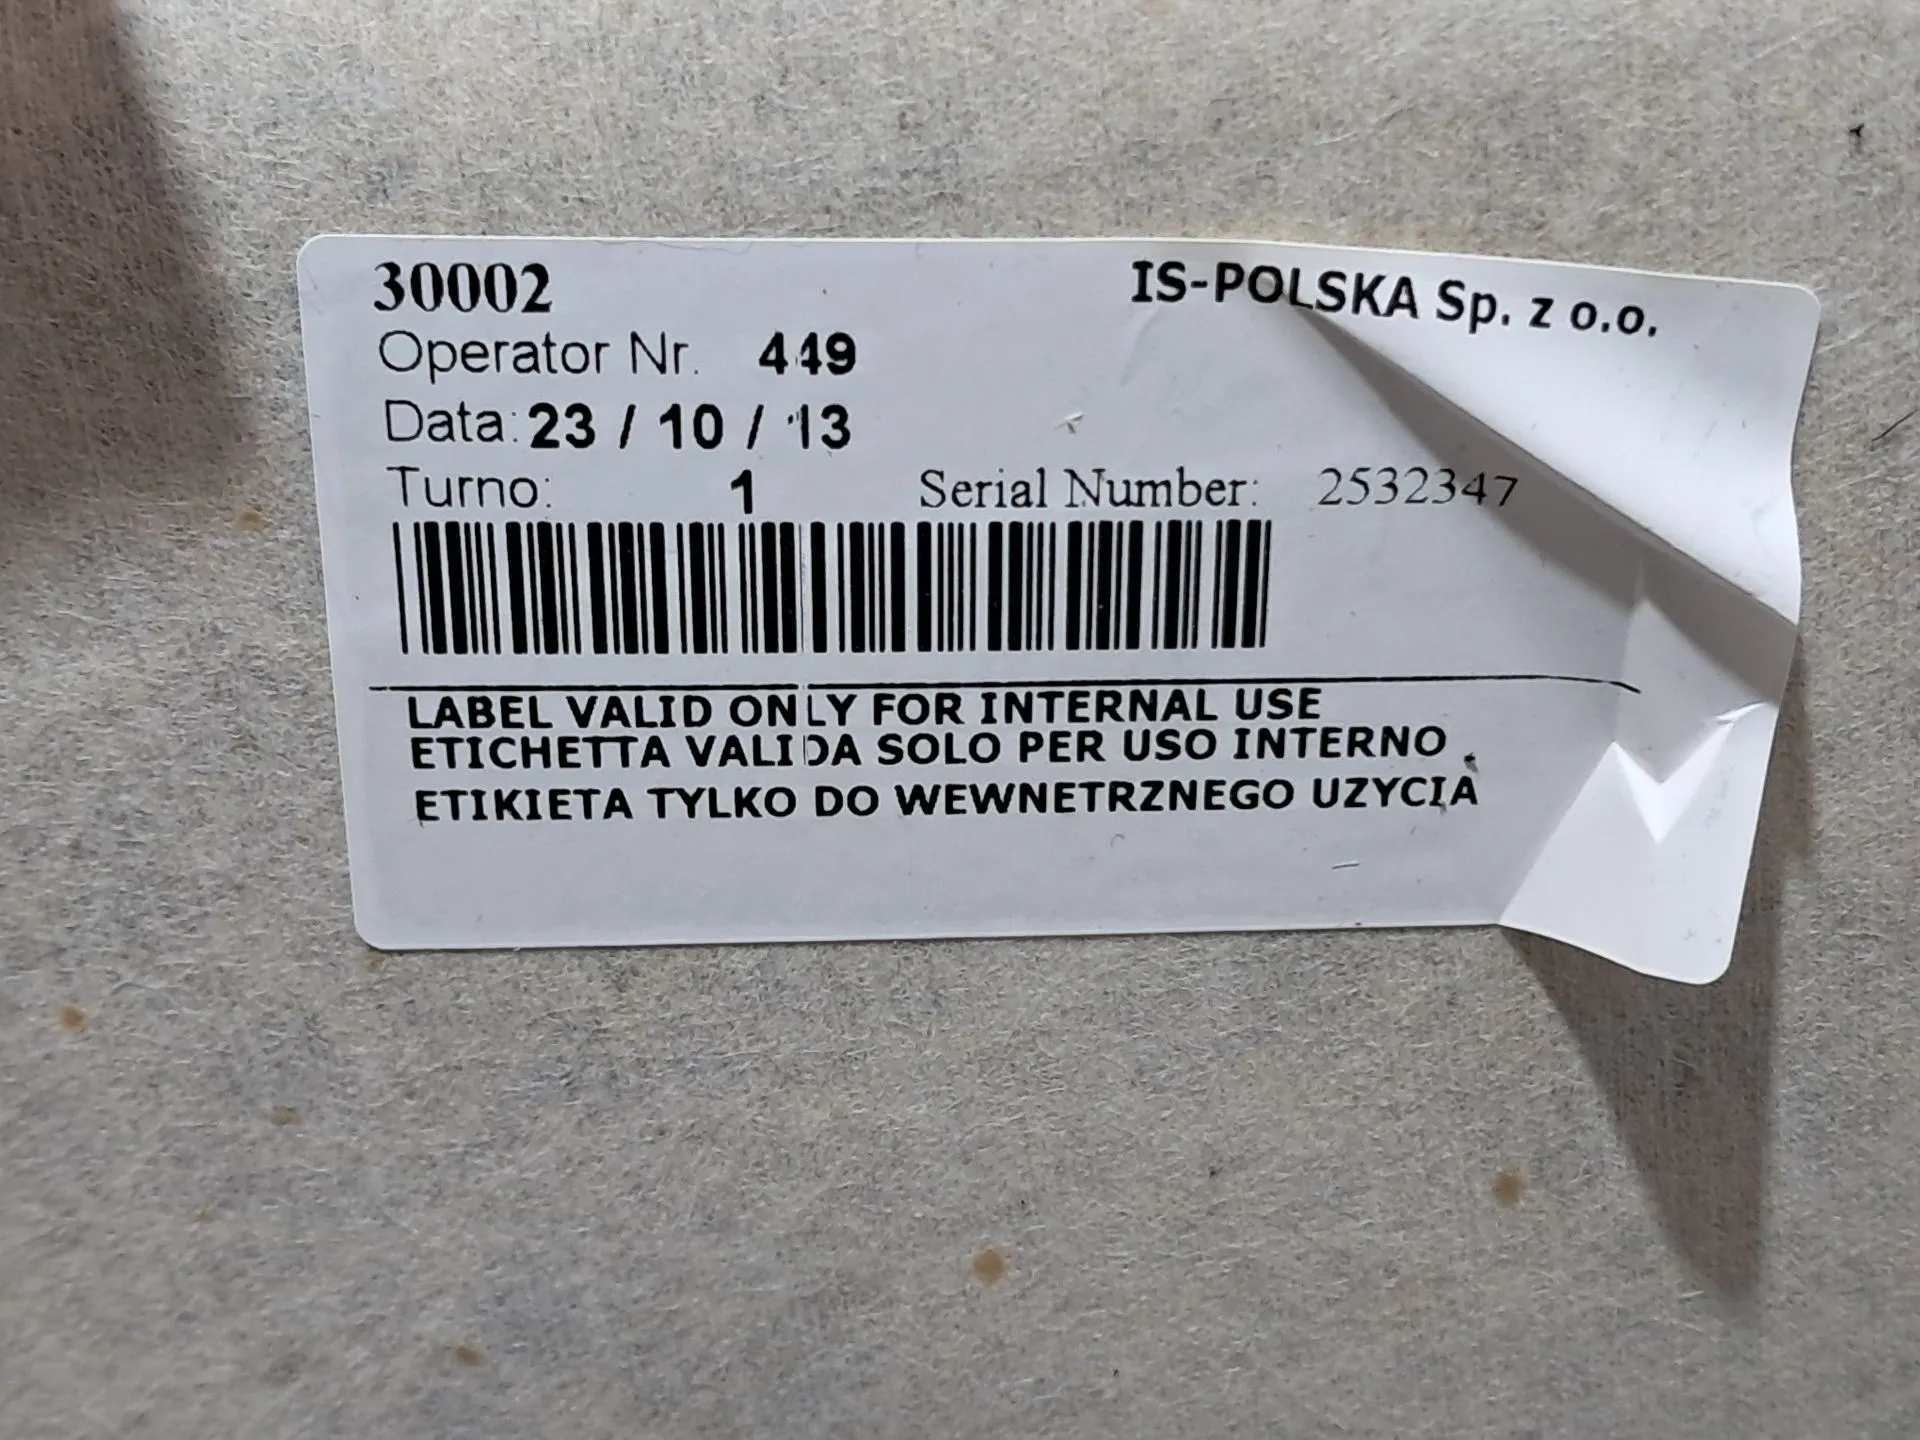 30002 IS-POLSKA Sp. z o.o.
Operator Nr. 449
Data: 23 / 10 / 13
Turno: 1 Serial Number: 2532347
LABEL VALID ONLY FOR INTERNAL USE
ETICHETTA VALIDA SOLO PER USO INTERNO
ETIKIETA TYLKO DO WEWNETRZNEGO UZYCIA